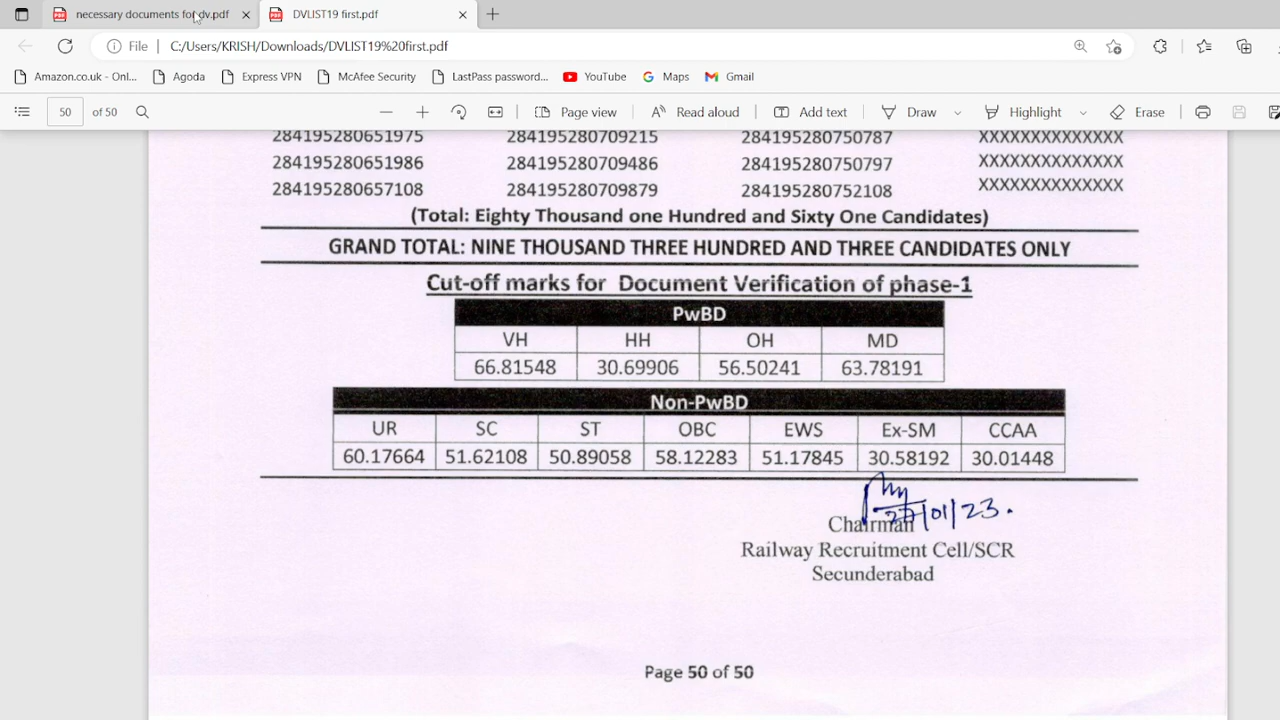 necessary documents for dv.pdf
DVLIST19 first.pdf
File C:/Users/KRISH/Downloads/DVLIST19%20first.pdf
Amazon.co.uk - Onl... Agoda Express VPN McAfee Security LastPass password... YouTube Maps Gmail
50 of 50 Page view Read aloud Add text Draw Highlight Erase
284195280651975 284195280709215 284195280750787 XXXXXXXXXXXXXX
284195280651986 284195280709486 284195280750797 XXXXXXXXXXXXXX
284195280657108 284195280709879 284195280752108 XXXXXXXXXXXXXX
(Total: Eighty Thousand one Hundred and Sixty One Candidates)
GRAND TOTAL: NINE THOUSAND THREE HUNDRED AND THREE CANDIDATES ONLY
Cut-off marks for Document Verification of phase-1
PwBD
VH HH OH MD
66.81548 30.69906 56.50241 63.78191
Non-PwBD
UR SC ST OBC EWS Ex-SM CCAA
60.17664 51.62108 50.89058 58.12283 51.17845 30.58192 30.01448
Chairman
Railway Recruitment Cell/SCR
Secunderabad
Page 50 of 50